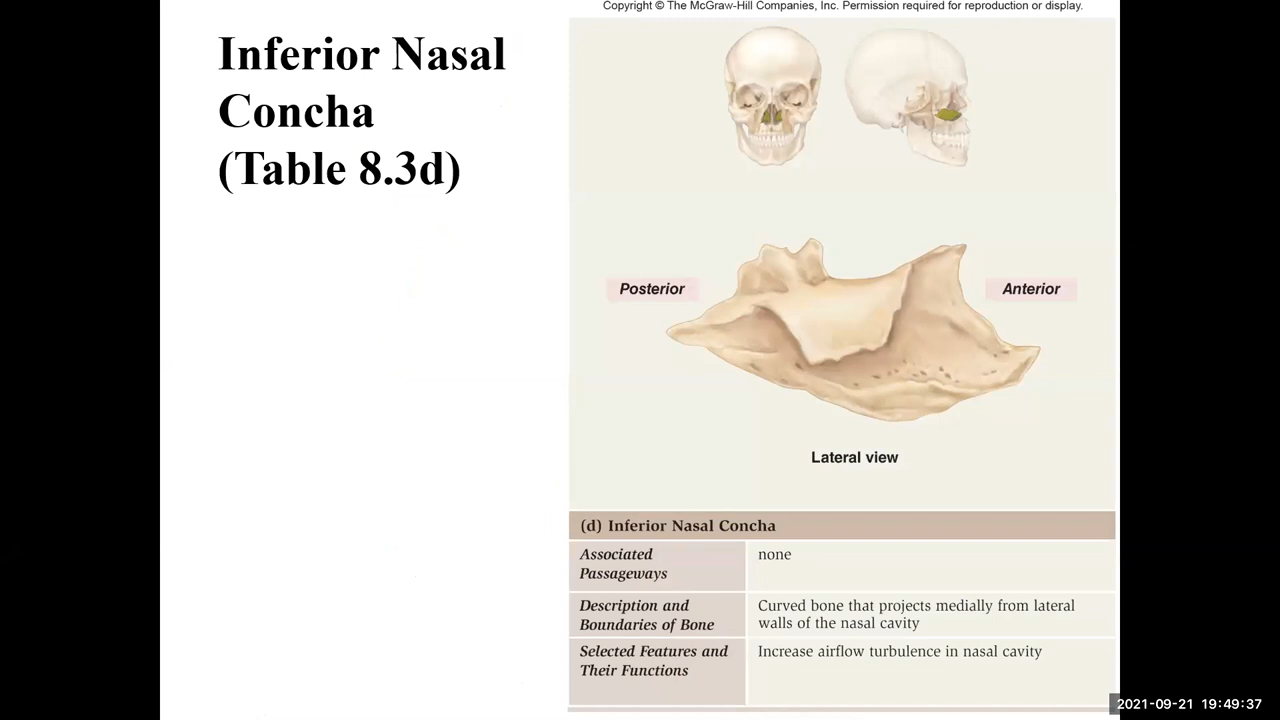 Copyright © The McGraw-Hill Companies, Inc. Permission required for reproduction or display.
Inferior Nasal
Concha
(Table 8.3d)
Posterior
Anterior
Lateral view
(d) Inferior Nasal Concha
Associated
Passageways
none
Description and
Boundaries of Bone
Curved bone that projects medially from lateral
walls of the nasal cavity
Selected Features and
Their Functions
Increase airflow turbulence in nasal cavity
2021-09-21 19:49:37